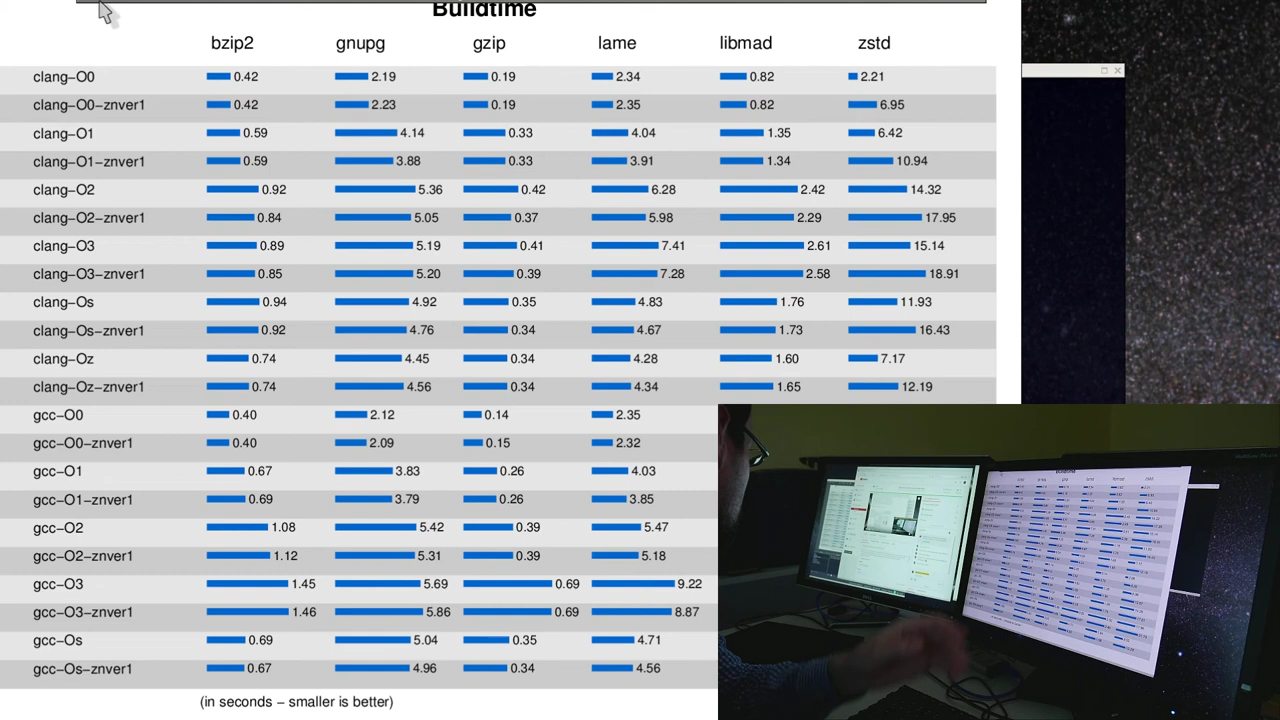 Buildtime
bzip2 gnupg gzip lame libmad zstd
clang−O0 0.42 2.19 0.19 2.34 0.82 2.21
clang−O0−znver1 0.42 2.23 0.19 2.35 0.82 6.95
clang−O1 0.59 4.14 0.33 4.04 1.35 6.42
clang−O1−znver1 0.59 3.88 0.33 3.91 1.34 10.94
clang−O2 0.92 5.36 0.42 6.28 2.42 14.32
clang−O2−znver1 0.84 5.05 0.37 5.98 2.29 17.95
clang−O3 0.89 5.19 0.41 7.41 2.61 15.14
clang−O3−znver1 0.85 5.20 0.39 7.28 2.58 18.91
clang−Os 0.94 4.92 0.35 4.83 1.76 11.93
clang−Os−znver1 0.92 4.76 0.34 4.67 1.73 16.43
clang−Oz 0.74 4.45 0.34 4.28 1.60 7.17
clang−Oz−znver1 0.74 4.56 0.34 4.34 1.65 12.19
gcc−O0 0.40 2.12 0.14 2.35
gcc−O0−znver1 0.40 2.09 0.15 2.32
gcc−O1 0.67 3.83 0.26 4.03
gcc−O1−znver1 0.69 3.79 0.26 3.85
gcc−O2 1.08 5.42 0.39 5.47
gcc−O2−znver1 1.12 5.31 0.39 5.18
gcc−O3 1.45 5.69 0.69 9.22
gcc−O3−znver1 1.46 5.86 0.69 8.87
gcc−Os 0.69 5.04 0.35 4.71
gcc−Os−znver1 0.67 4.96 0.34 4.56
(in seconds − smaller is better)